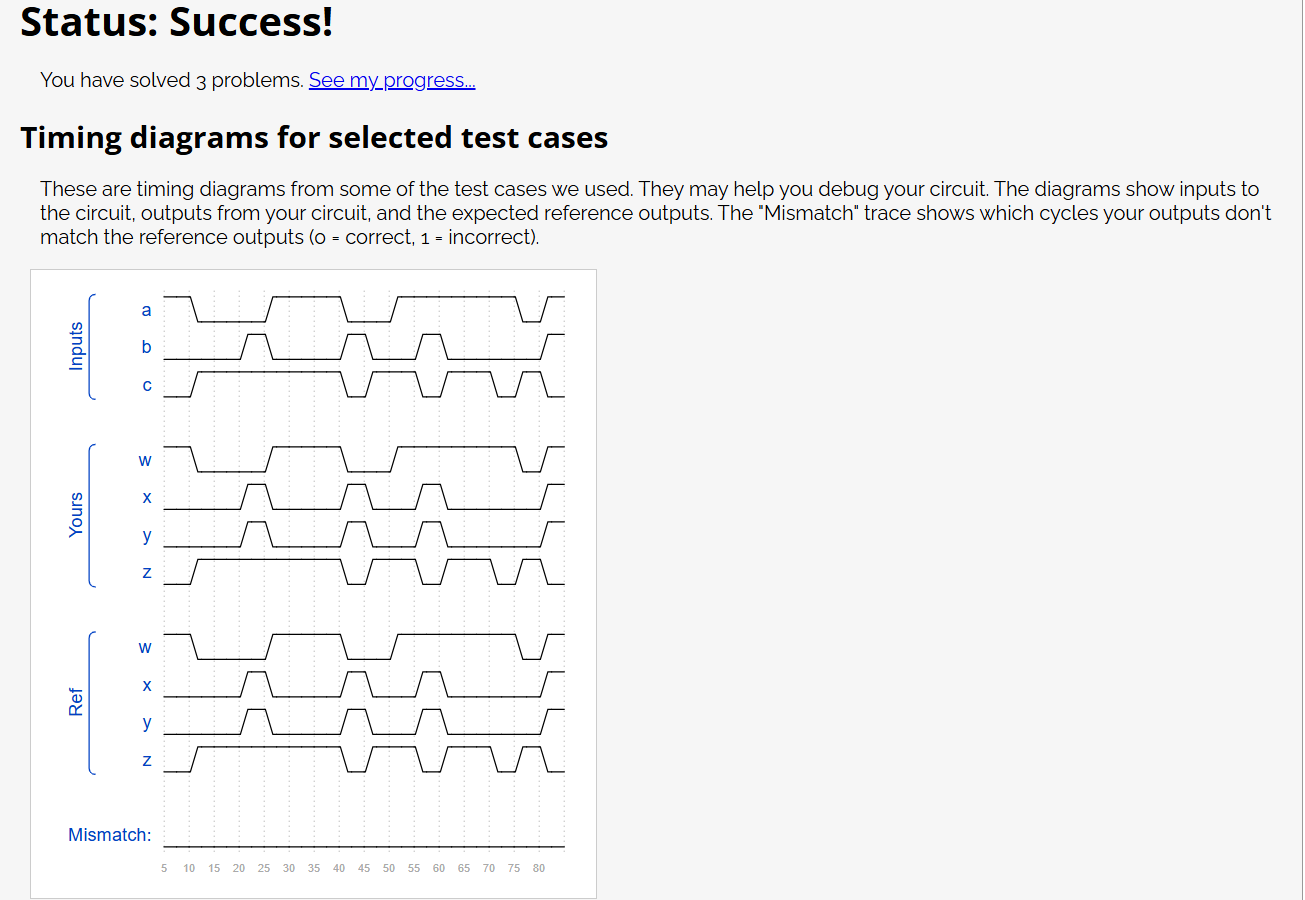 Status: Success!
You have solved 3 problems. See my progress...
Timing diagrams for selected test cases
These are timing diagrams from some of the test cases we used. They may help you debug your circuit. The diagrams show inputs to
the circuit, outputs from your circuit, and the expected reference outputs. The "Mismatch" trace shows which cycles your outputs don't
match the reference outputs (0 = correct, 1 = incorrect).
Inputs
a
b
c
Yours
w
x
y
z
Ref
w
x
y
z
Mismatch:
5 10 15 20 25 30 35 40 45 50 55 60 65 70 75 80